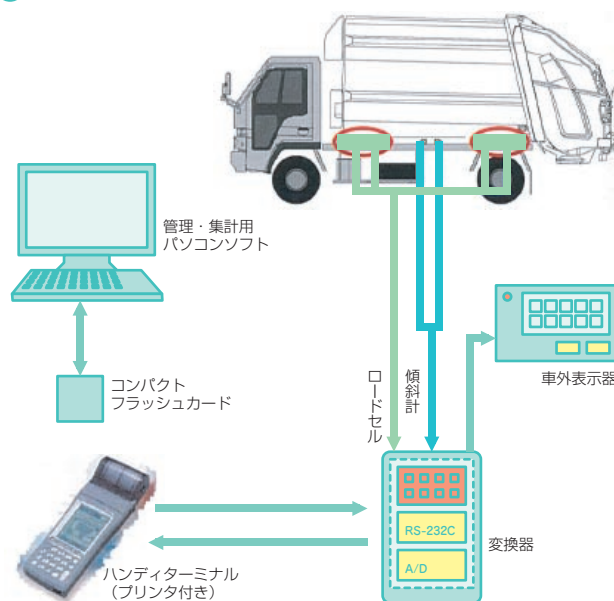 管理・集計用
パソコンソフト
コンパクト
フラッシュカード
ロードセル
傾斜計
車外表示器
RS-232C
A/D
変換器
ハンディターミナル
（プリンタ付き）